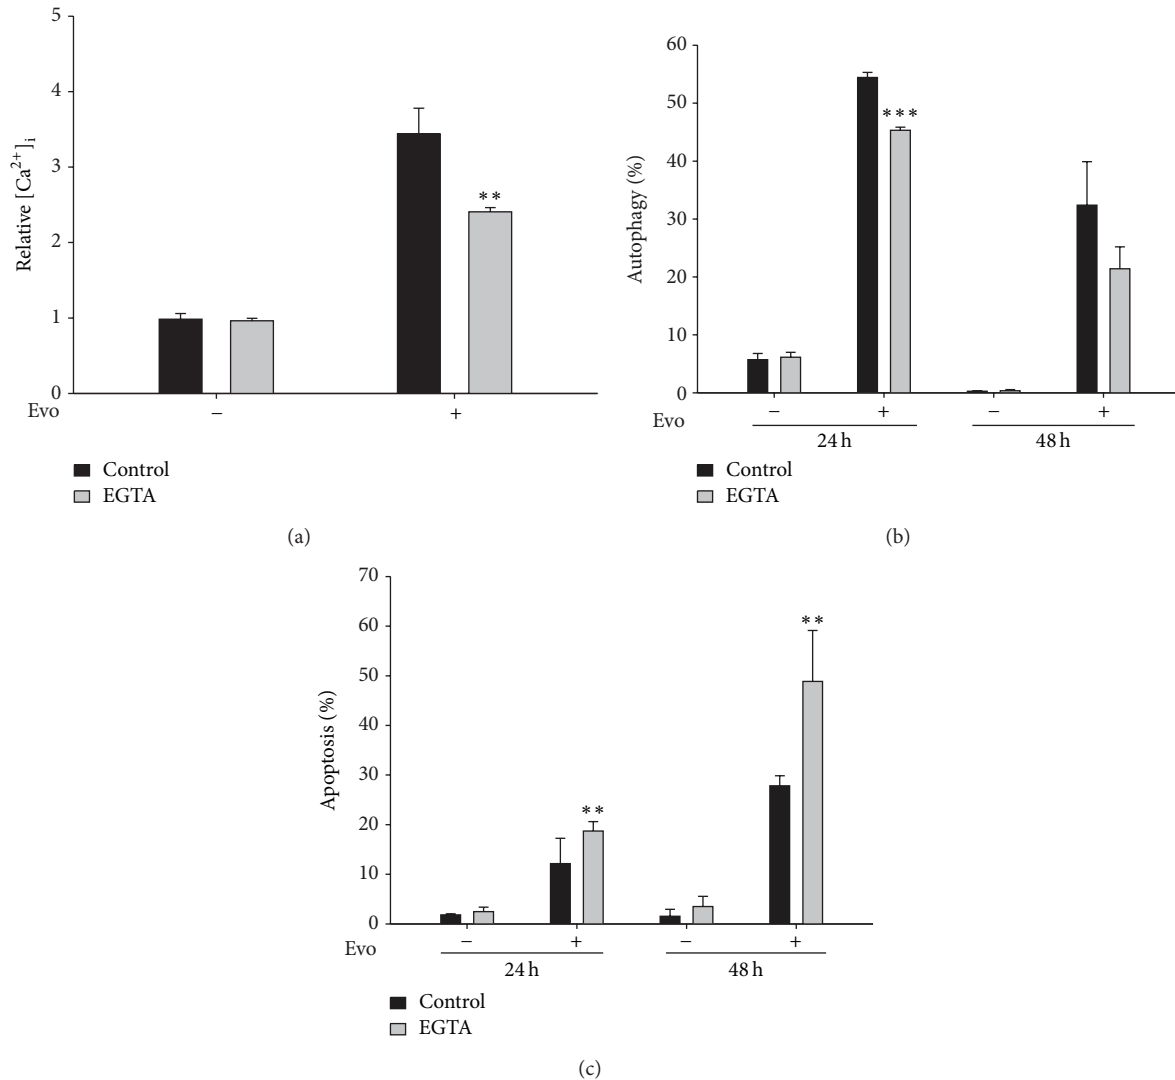 5
4
3
2
1
0
Relative [Ca²⁺]ᵢ
∗∗
Evo − +
Control
EGTA
(a)
60
50
40
30
20
10
0
Autophagy (%)
∗∗∗
Evo − + − +
24 h 48 h
Control
EGTA
(b)
70
60
50
40
30
20
10
0
Apoptosis (%)
∗∗
∗∗
Evo − + − +
24 h 48 h
Control
EGTA
(c)